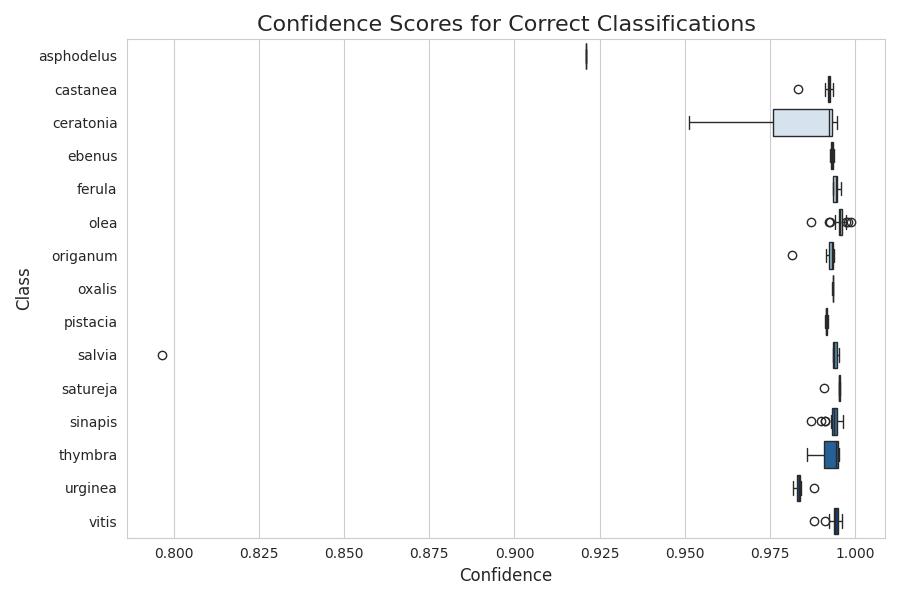 Confidence Scores for Correct Classifications
asphodelus
castanea
ceratonia
ebenus
ferula
olea
origanum
oxalis
pistacia
salvia
satureja
sinapis
thymbra
urginea
vitis
Class
0.800 0.825 0.850 0.875 0.900 0.925 0.950 0.975 1.000
Confidence